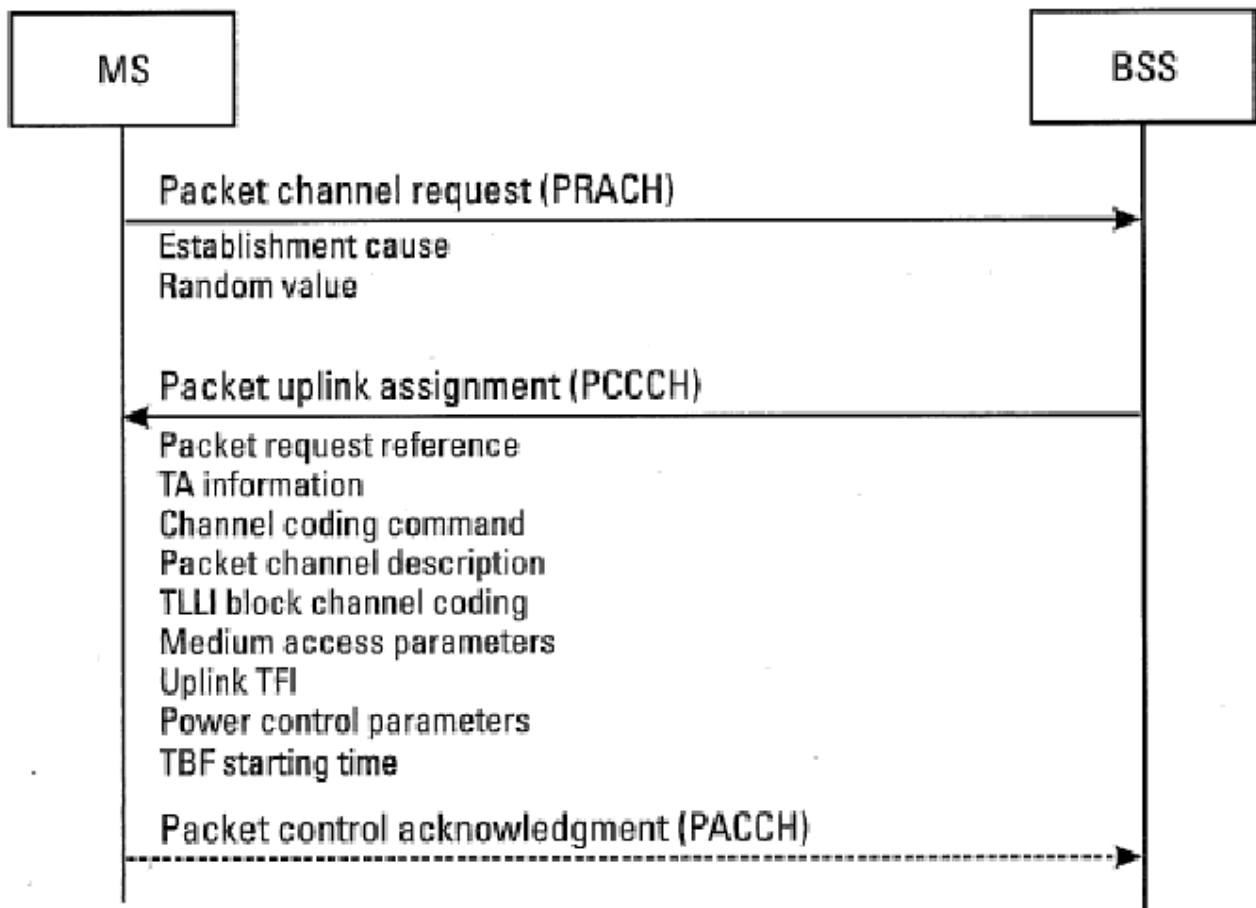 MS
BSS
Packet channel request (PRACH)
Establishment cause
Random value
Packet uplink assignment (PCCCH)
Packet request reference
TA information
Channel coding command
Packet channel description
TLLI block channel coding
Medium access parameters
Uplink TFI
Power control parameters
TBF starting time
Packet control acknowledgment (PACCH)